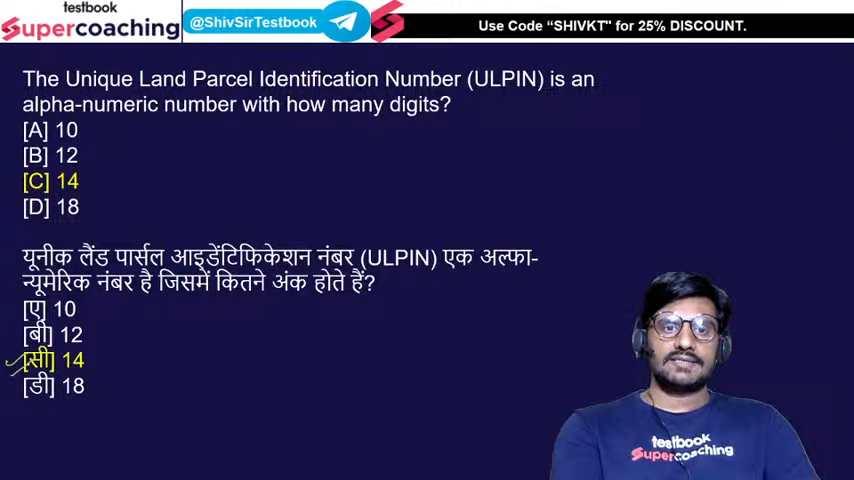 testbook
Supercoaching
@ShivSirTestbook
Use Code “SHIVKT" for 25% DISCOUNT.
The Unique Land Parcel Identification Number (ULPIN) is an
alpha-numeric number with how many digits?
[A] 10
[B] 12
[C] 14
[D] 18
यूनीक लैंड पार्सल आइडेंटिफिकेशन नंबर (ULPIN) एक अल्फा-
न्यूमेरिक नंबर है जिसमें कितने अंक होते हैं?
[ए] 10
[बी] 12
[सी] 14
[डी] 18
testbook
Supercoaching